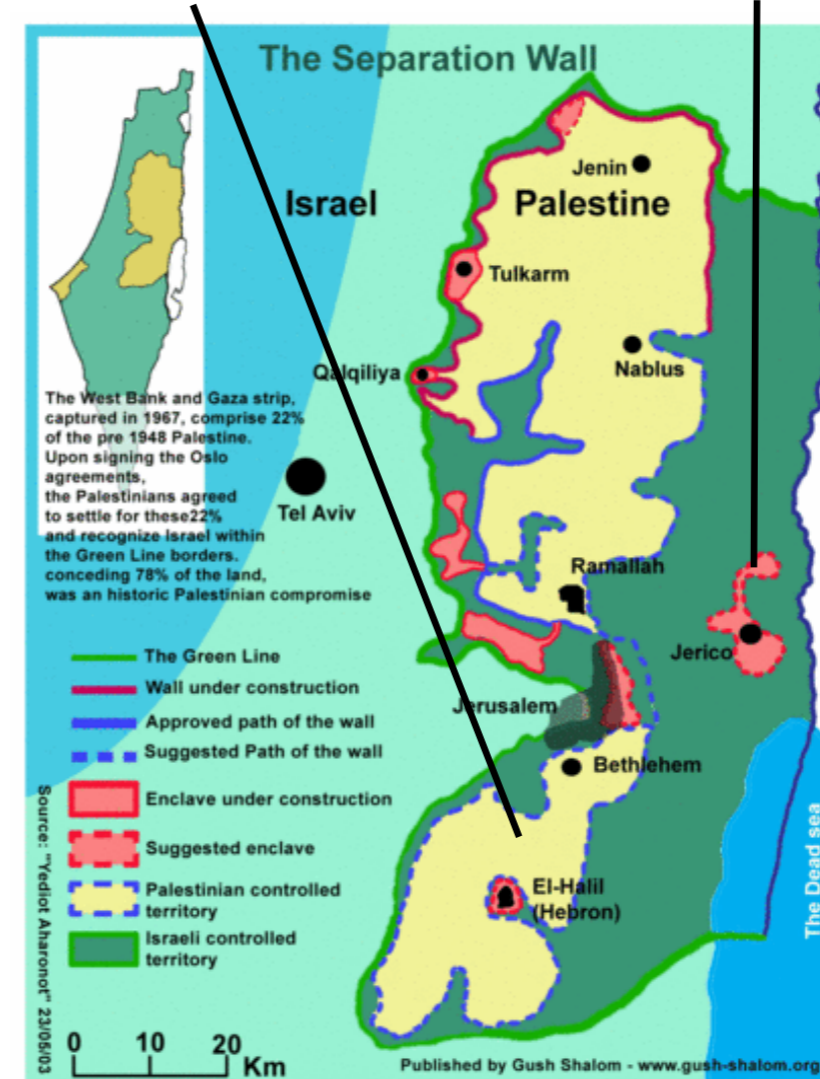 The Separation Wall
Jenin
Israel
Palestine
Tulkarm
Nablus
Qalqiliya
The West Bank and Gaza strip,
captured in 1967, comprise 22%
of the pre 1948 Palestine.
Upon signing the Oslo
agreements,
the Palestinians agreed
to settle for these22%
and recognize Israel within
the Green Line borders.
conceding 78% of the land,
was an historic Palestinian compromise
Tel Aviv
Ramallah
Jerico
Jerusalem
Bethlehem
El-Halil
(Hebron)
The Dead sea
The Green Line
Wall under construction
Approved path of the wall
Suggested Path of the wall
Enclave under construction
Suggested enclave
Palestinian controlled
territory
Israeli controlled
territory
Source: "Yediot Aharonot" 23/05/03
0 10 20
Km
Published by Gush Shalom - www.gush-shalom.org